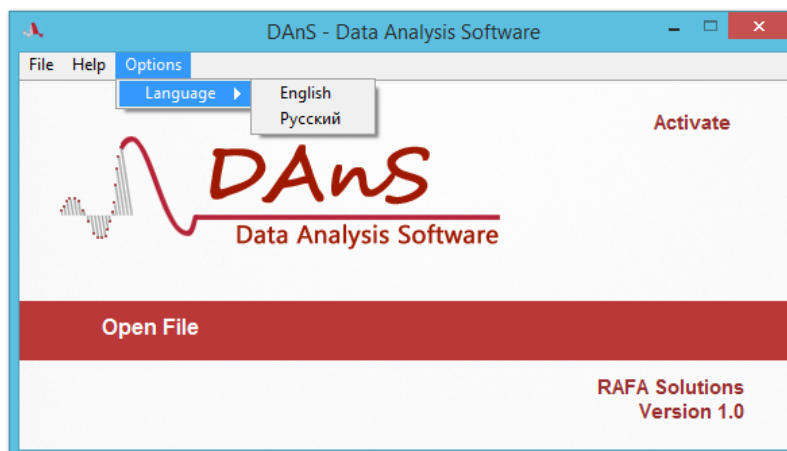 DAnS - Data Analysis Software
File Help Options
Language English
Русский
Activate
DAnS
Data Analysis Software
Open File
RAFA Solutions
Version 1.0